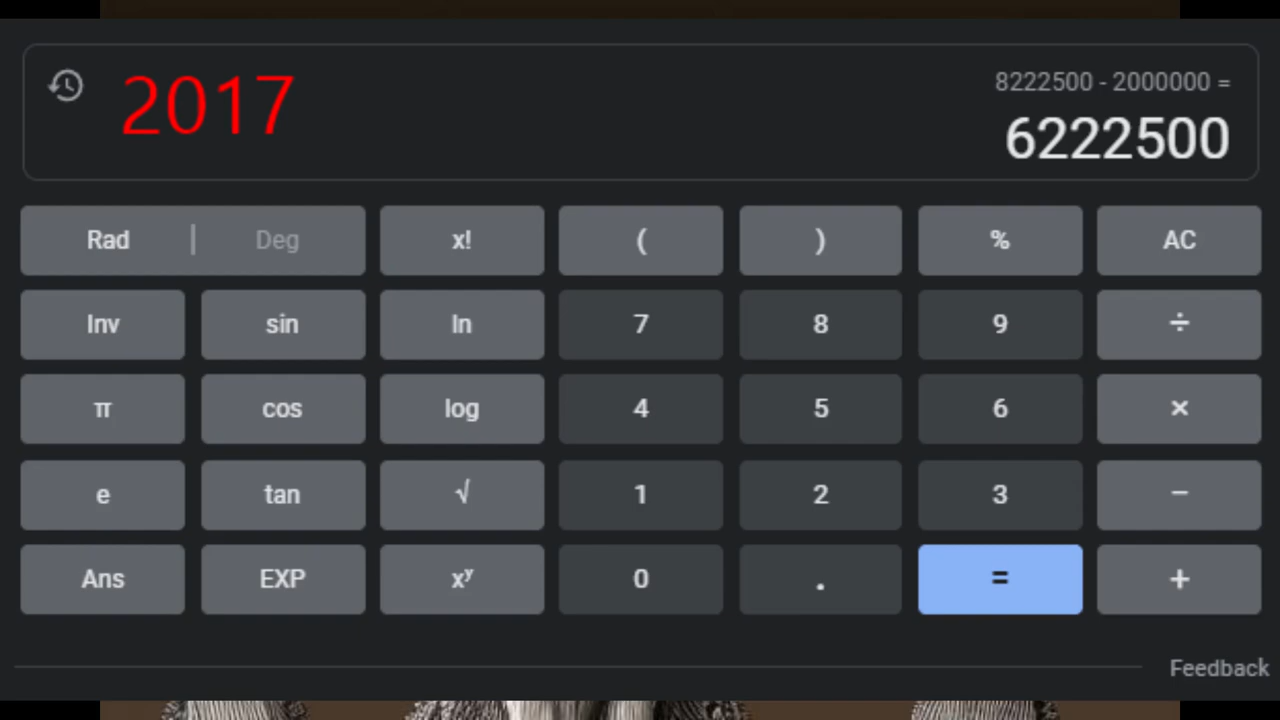 2017
8222500 - 2000000 =
6222500
Rad | Deg x! ( ) % AC
Inv sin ln 7 8 9 ÷
π cos log 4 5 6 ×
e tan √ 1 2 3 −
Ans EXP xʸ 0 . = +
Feedback